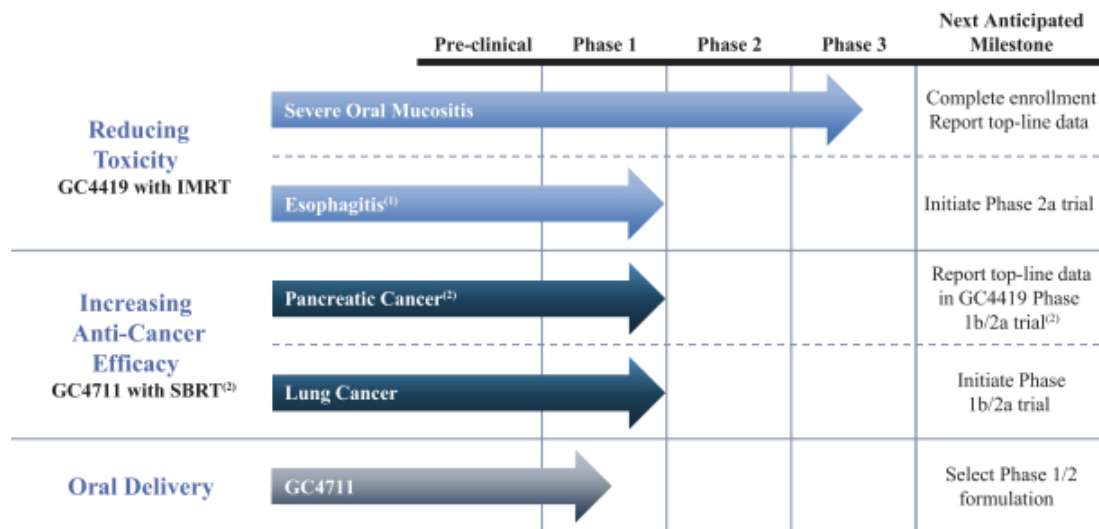 Next Anticipated
Pre-clinical Phase 1 Phase 2 Phase 3 Milestone
Reducing
Toxicity
GC4419 with IMRT
Severe Oral Mucositis
Complete enrollment
Report top-line data
Esophagitis(1)
Initiate Phase 2a trial
Increasing
Anti-Cancer
Efficacy
GC4711 with SBRT(2)
Pancreatic Cancer(2)
Report top-line data
in GC4419 Phase
1b/2a trial(2)
Lung Cancer
Initiate Phase
1b/2a trial
Oral Delivery
GC4711
Select Phase 1/2
formulation